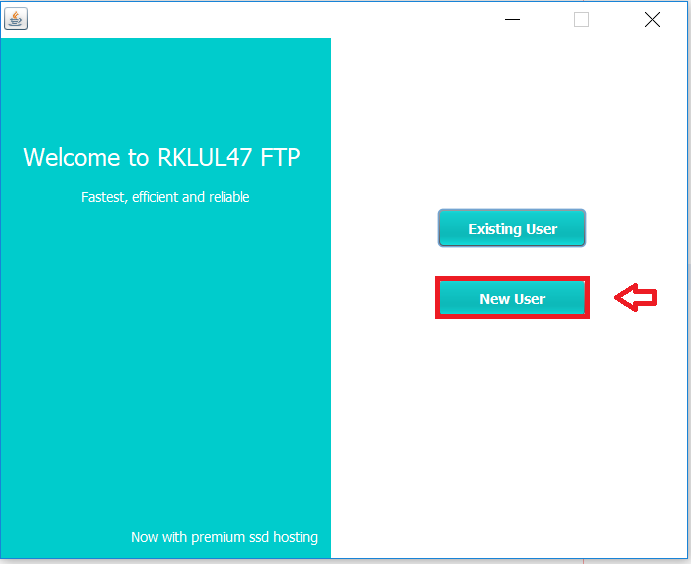 Welcome to RKLUL47 FTP
Fastest, efficient and reliable
Existing User
New User
Now with premium ssd hosting